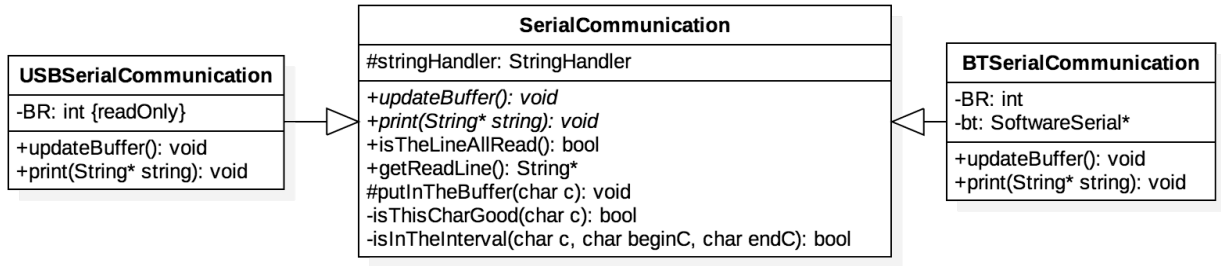 USBSerialCommunication
-BR: int {readOnly}
+updateBuffer(): void
+print(String* string): void
SerialCommunication
#stringHandler: StringHandler
+updateBuffer(): void
+print(String* string): void
+isTheLineAllRead(): bool
+getReadLine(): String*
#putInTheBuffer(char c): void
-isThisCharGood(char c): bool
-isInTheInterval(char c, char beginC, char endC): bool
BTSerialCommunication
-BR: int
-bt: SoftwareSerial*
+updateBuffer(): void
+print(String* string): void